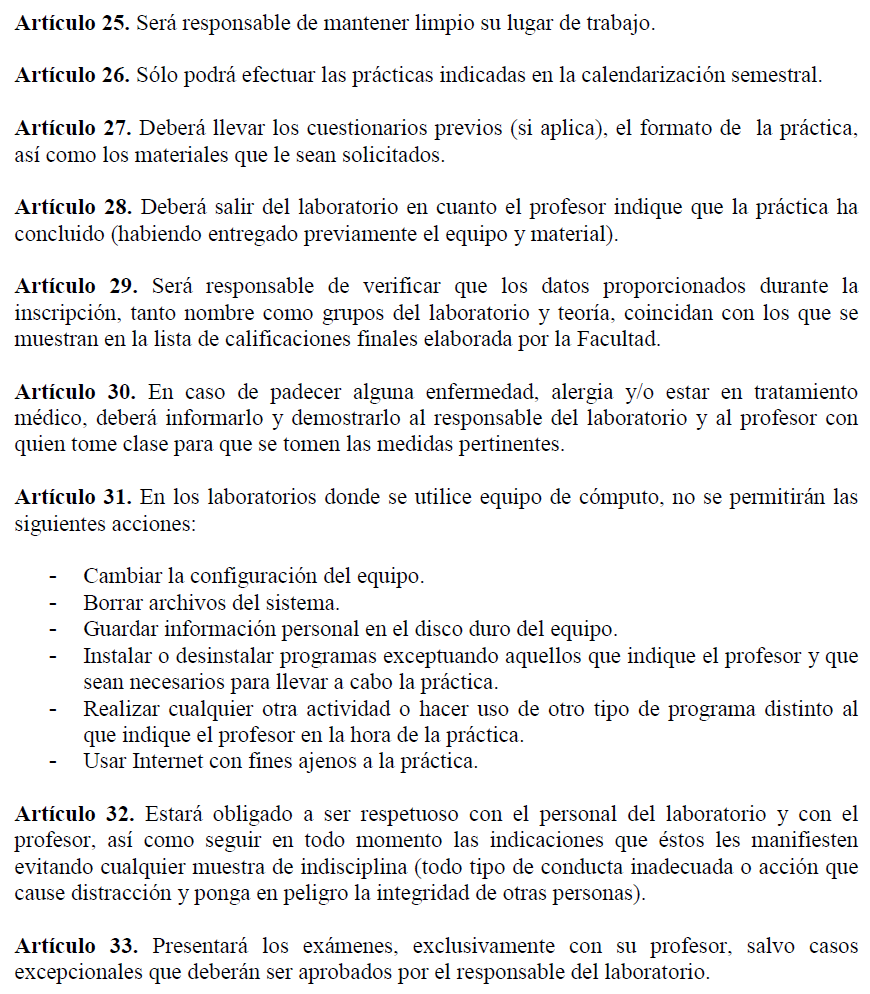 Artículo 25. Será responsable de mantener limpio su lugar de trabajo.
Artículo 26. Sólo podrá efectuar las prácticas indicadas en la calendarización semestral.
Artículo 27. Deberá llevar los cuestionarios previos (si aplica), el formato de la práctica,
así como los materiales que le sean solicitados.
Artículo 28. Deberá salir del laboratorio en cuanto el profesor indique que la práctica ha
concluido (habiendo entregado previamente el equipo y material).
Artículo 29. Será responsable de verificar que los datos proporcionados durante la
inscripción, tanto nombre como grupos del laboratorio y teoría, coincidan con los que se
muestran en la lista de calificaciones finales elaborada por la Facultad.
Artículo 30. En caso de padecer alguna enfermedad, alergia y/o estar en tratamiento
médico, deberá informarlo y demostrarlo al responsable del laboratorio y al profesor con
quien tome clase para que se tomen las medidas pertinentes.
Artículo 31. En los laboratorios donde se utilice equipo de cómputo, no se permitirán las
siguientes acciones:
- Cambiar la configuración del equipo.
- Borrar archivos del sistema.
- Guardar información personal en el disco duro del equipo.
- Instalar o desinstalar programas exceptuando aquellos que indique el profesor y que
sean necesarios para llevar a cabo la práctica.
- Realizar cualquier otra actividad o hacer uso de otro tipo de programa distinto al
que indique el profesor en la hora de la práctica.
- Usar Internet con fines ajenos a la práctica.
Artículo 32. Estará obligado a ser respetuoso con el personal del laboratorio y con el
profesor, así como seguir en todo momento las indicaciones que éstos les manifiesten
evitando cualquier muestra de indisciplina (todo tipo de conducta inadecuada o acción que
cause distracción y ponga en peligro la integridad de otras personas).
Artículo 33. Presentará los exámenes, exclusivamente con su profesor, salvo casos
excepcionales que deberán ser aprobados por el responsable del laboratorio.